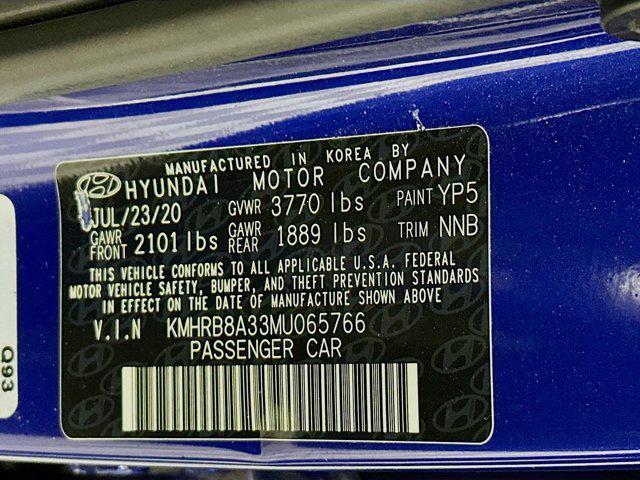 MANUFACTURED IN KOREA BY
HYUNDAI MOTOR COMPANY
JUL/23/20 GVWR 3770 lbs PAINT YP5
GAWR FRONT 2101 lbs GAWR REAR 1889 lbs TRIM NNB
THIS VEHICLE CONFORMS TO ALL APPLICABLE U.S.A. FEDERAL
MOTOR VEHICLE SAFETY, BUMPER, AND THEFT PREVENTION STANDARDS
IN EFFECT ON THE DATE OF MANUFACTURE SHOWN ABOVE
V.I.N KMHRB8A33MU065766
PASSENGER CAR
Q93